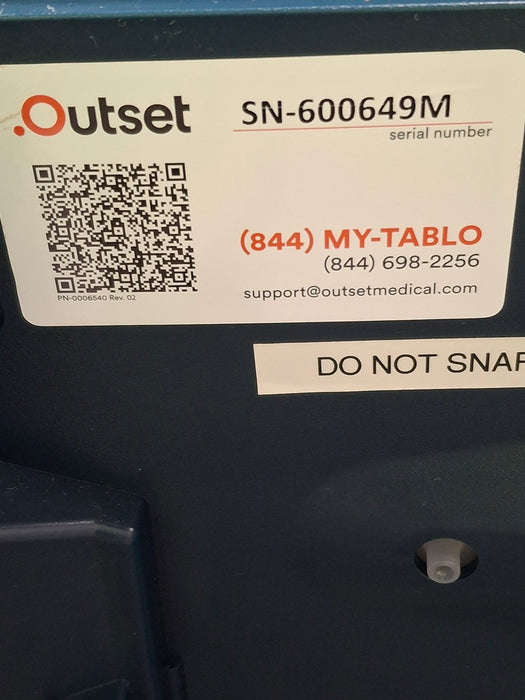 Outset
SN-600649M
serial number
(844) MY-TABLO
(844) 698-2256
support@outsetmedical.com
PN-0006540 Rev. 02
DO NOT